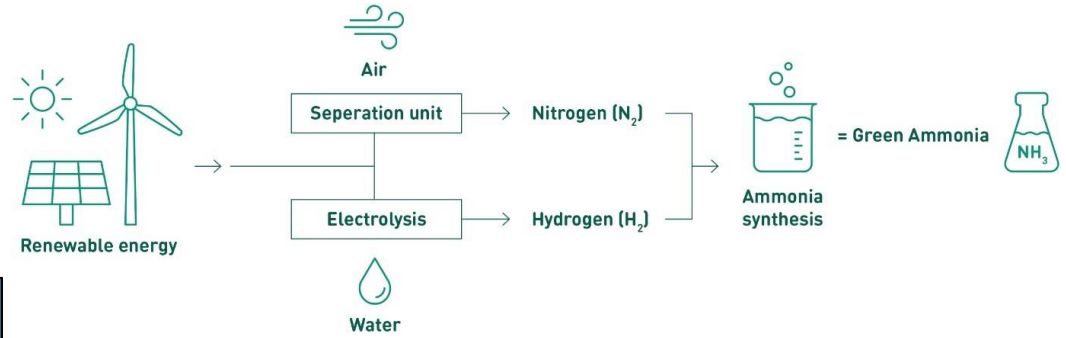 Air
Seperation unit
Nitrogen (N₂)
= Green Ammonia
NH₃
Ammonia
synthesis
Renewable energy
Electrolysis
Hydrogen (H₂)
Water